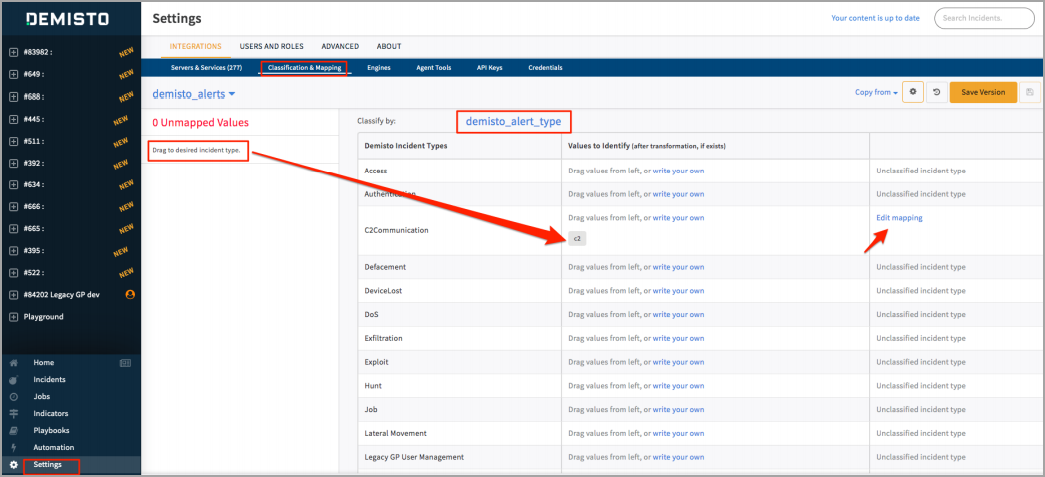 DEMISTO
Settings
Your content is up to date
Search Incidents.
#83982 : NEW
#649 : NEW
#688 : NEW
#445 : NEW
#511 : NEW
#392 : NEW
#634 : NEW
#666 : NEW
#665 : NEW
#395 : NEW
#522 : NEW
#84202 Legacy GP dev
Playground
Home
Incidents
Jobs
Indicators
Playbooks
Automation
Settings
INTEGRATIONS USERS AND ROLES ADVANCED ABOUT
Servers & Services (277) Classification & Mapping Engines Agent Tools API Keys Credentials
demisto_alerts
Copy from
Save Version
0 Unmapped Values
Drag to desired incident type.
Classify by: demisto_alert_type
Demisto Incident Types Values to Identify (after transformation, if exists)
Access Drag values from left, or write your own Unclassified incident type
Authentication Drag values from left, or write your own Unclassified incident type
C2Communication Drag values from left, or write your own Edit mapping
c2
Defacement Drag values from left, or write your own Unclassified incident type
DeviceLost Drag values from left, or write your own Unclassified incident type
DoS Drag values from left, or write your own Unclassified incident type
Exfiltration Drag values from left, or write your own Unclassified incident type
Exploit Drag values from left, or write your own Unclassified incident type
Hunt Drag values from left, or write your own Unclassified incident type
Job Drag values from left, or write your own Unclassified incident type
Lateral Movement Drag values from left, or write your own Unclassified incident type
Legacy GP User Management Drag values from left, or write your own Unclassified incident type